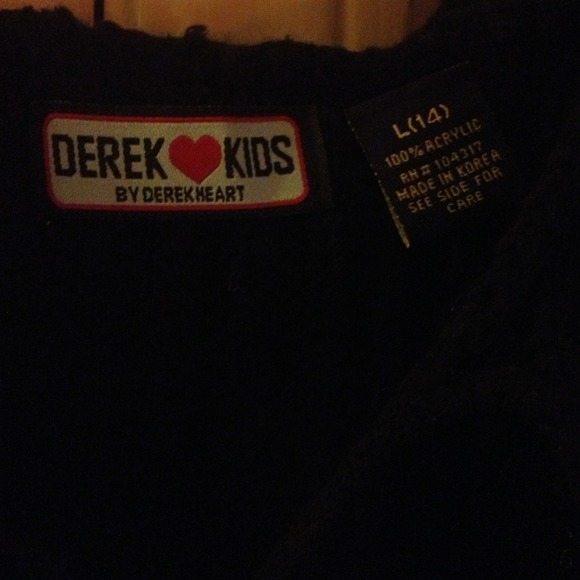 DEREK KIDS
BY DEREKHEART
L(14)
100% ACRYLIC
RN# 104317
MADE IN KOREA
SEE SIDE FOR
CARE